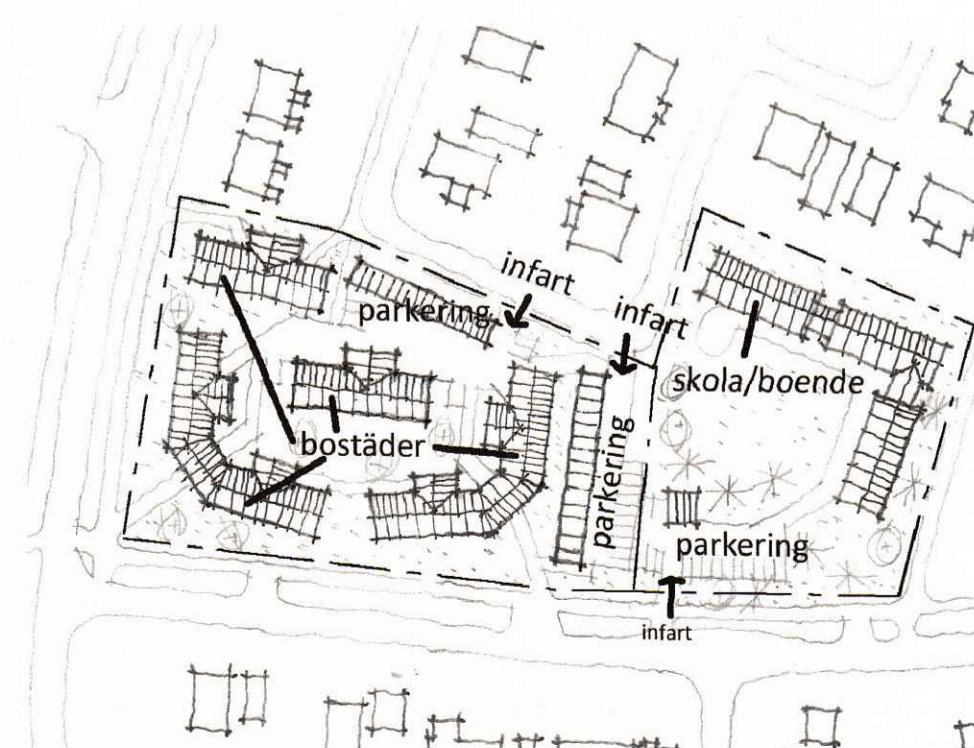 infart
parkering
infart
skola/boende
bostäder
parkering
parkering
infart